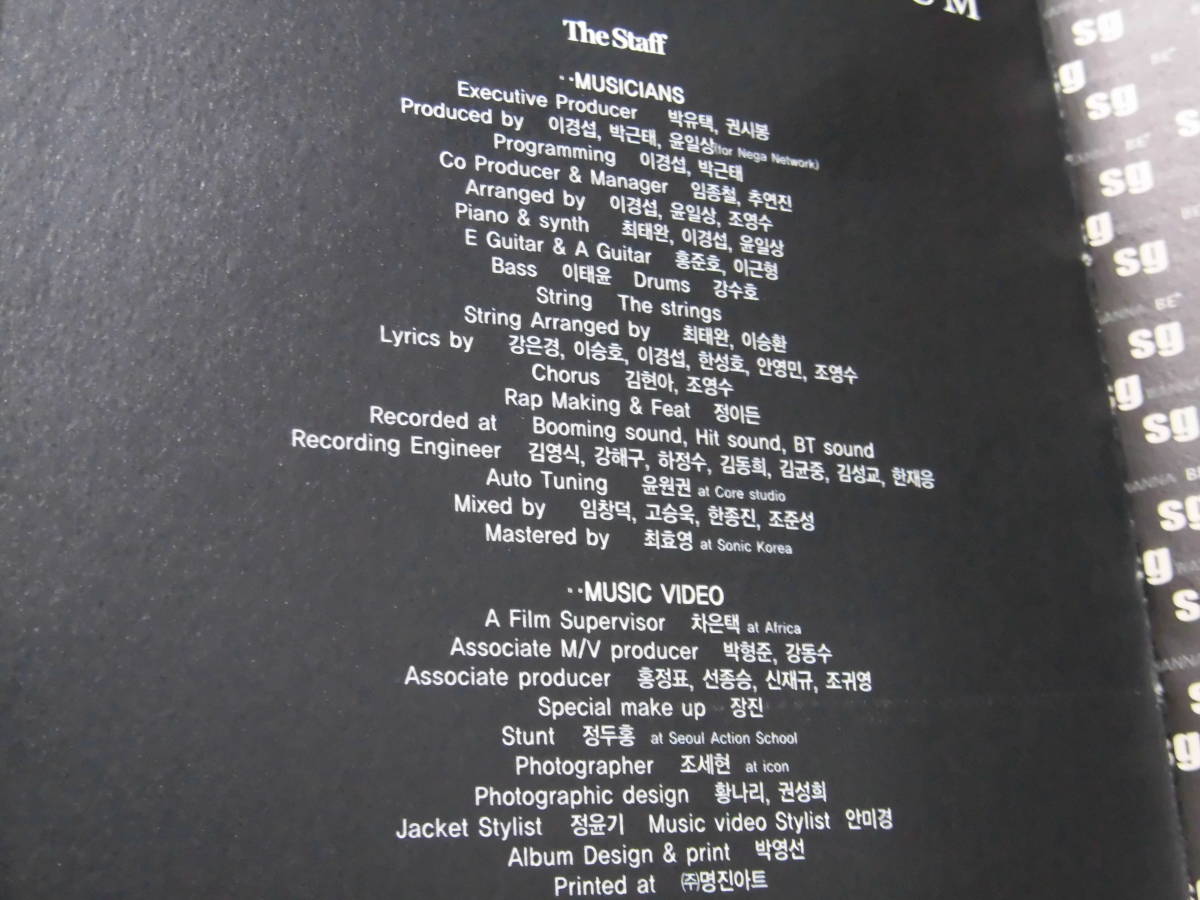 UM
The Staff
··MUSICIANS
Executive Producer 박유택, 권시봉
Produced by 이경섭, 박근태, 윤일상(for Nega Network)
Programming 이경섭, 박근태
Co Producer & Manager 임종철, 추연진
Arranged by 이경섭, 윤일상, 조영수
Piano & synth 최태완, 이경섭, 윤일상
E Guitar & A Guitar 홍준호, 이근형
Bass 이태윤 Drums 강수호
String The strings
String Arranged by 최태완, 이승환
Lyrics by 강은경, 이승호, 이경섭, 한성호, 안영민, 조영수
Chorus 김현아, 조영수
Rap Making & Feat 정이든
Recorded at Booming sound, Hit sound, BT sound
Recording Engineer 김영식, 강해구, 하정수, 김동희, 김균중, 김성교, 한재응
Auto Tuning 윤원권 at Core studio
Mixed by 임창덕, 고승욱, 한종진, 조준성
Mastered by 최효영 at Sonic Korea
··MUSIC VIDEO
A Film Supervisor 차은택 at Africa
Associate M/V producer 박형준, 강동수
Associate producer 홍정표, 선종승, 신재규, 조귀영
Special make up 장진
Stunt 정두홍 at Seoul Action School
Photographer 조세현 at icon
Photographic design 황나리, 권성희
Jacket Stylist 정윤기 Music video Stylist 안미경
Album Design & print 박영선
Printed at ㈜명진아트
sg
sg
sg
sg
sg
sg